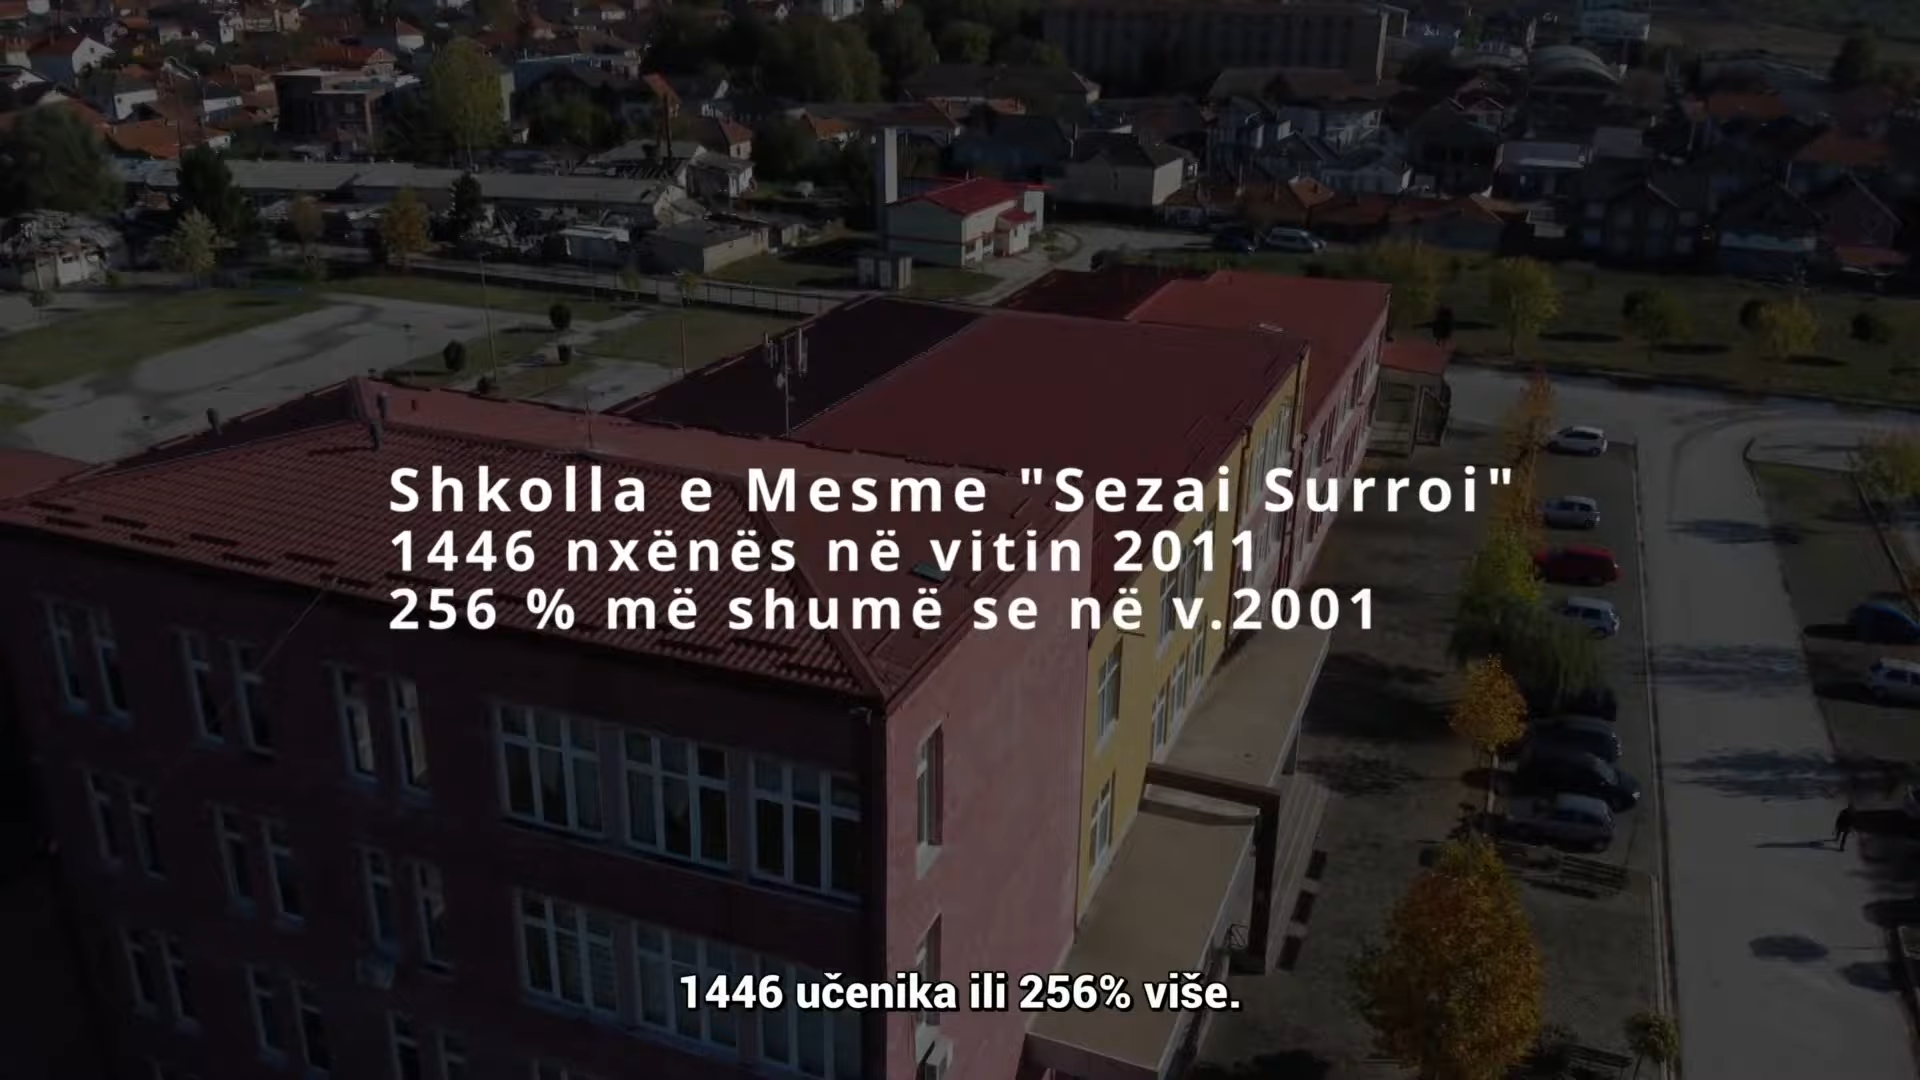 Shkolla e Mesme "Sezai Surroi"
1446 nxënës në vitin 2011
256 % më shumë se në v.2001
1446 učenika ili 256% više.